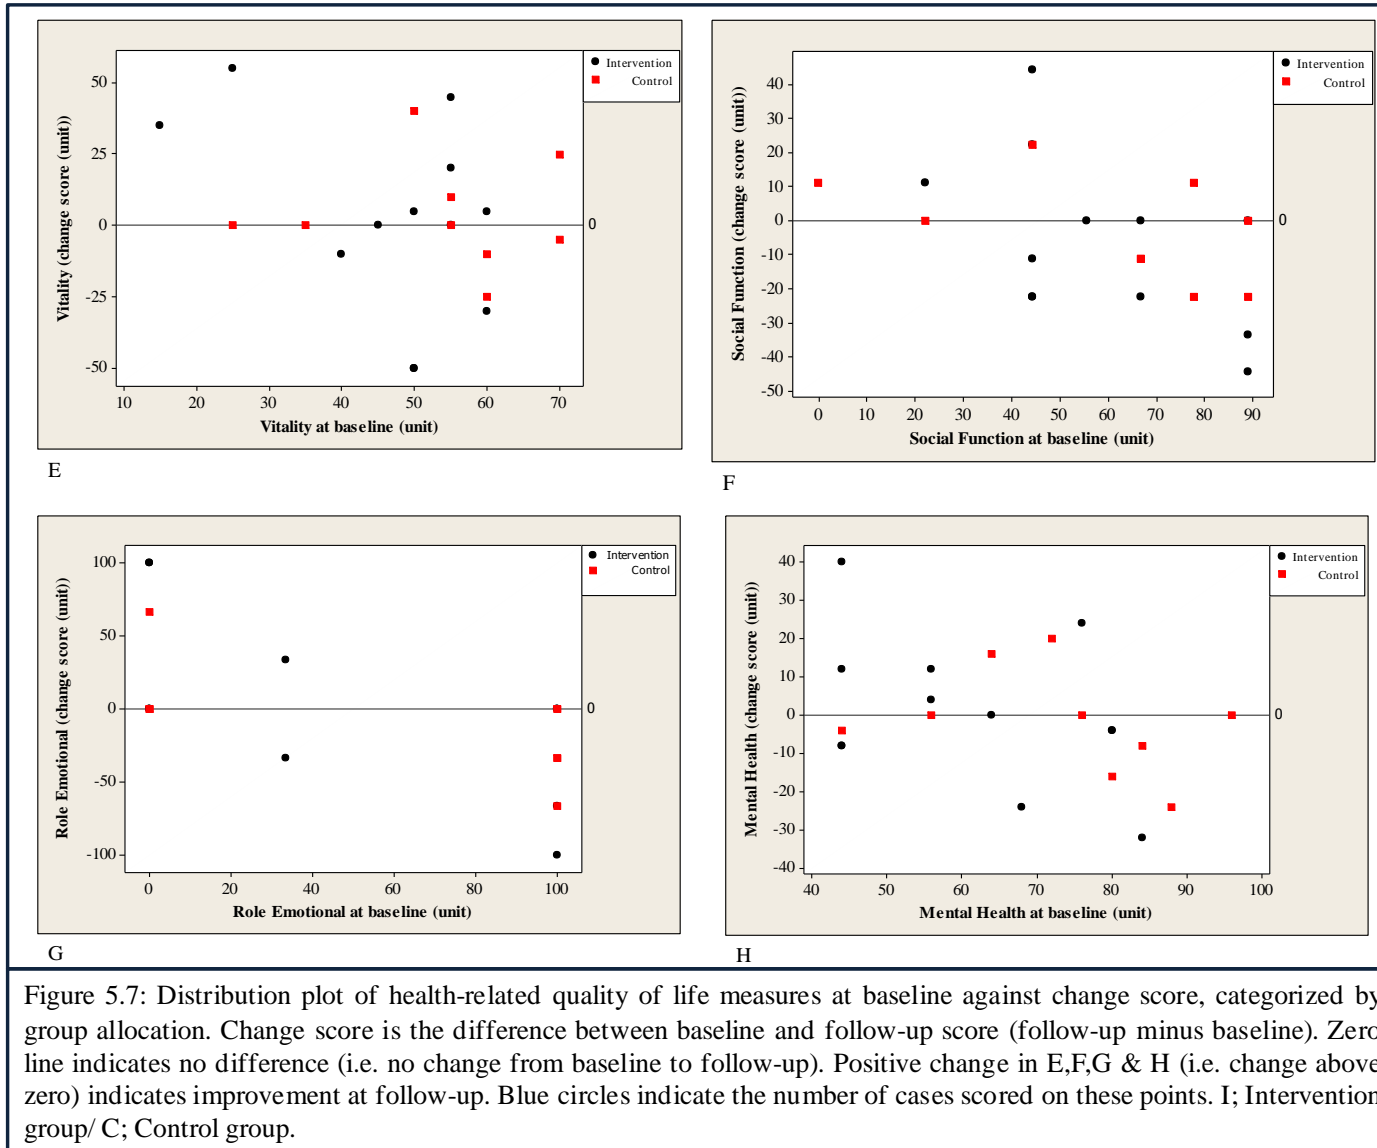 Intervention
Control
Vitality (change score (unit))
50
25
0
-25
-50
0
10 20 30 40 50 60 70
Vitality at baseline (unit)
E
Intervention
Control
Social Function (change score (unit))
40
30
20
10
0
-10
-20
-30
-40
-50
0
0 10 20 30 40 50 60 70 80 90
Social Function at baseline (unit)
F
Intervention
Control
Role Emotional (change score (unit))
100
50
0
-50
-100
0
0 20 40 60 80 100
Role Emotional at baseline (unit)
G
Intervention
Control
Mental Health (change score (unit))
40
30
20
10
0
-10
-20
-30
-40
0
40 50 60 70 80 90 100
Mental Health at baseline (unit)
H
Figure 5.7: Distribution plot of health-related quality of life measures at baseline against change score, categorized by
group allocation. Change score is the difference between baseline and follow-up score (follow-up minus baseline). Zero
line indicates no difference (i.e. no change from baseline to follow-up). Positive change in E,F,G & H (i.e. change above
zero) indicates improvement at follow-up. Blue circles indicate the number of cases scored on these points. I; Intervention
group/ C; Control group.